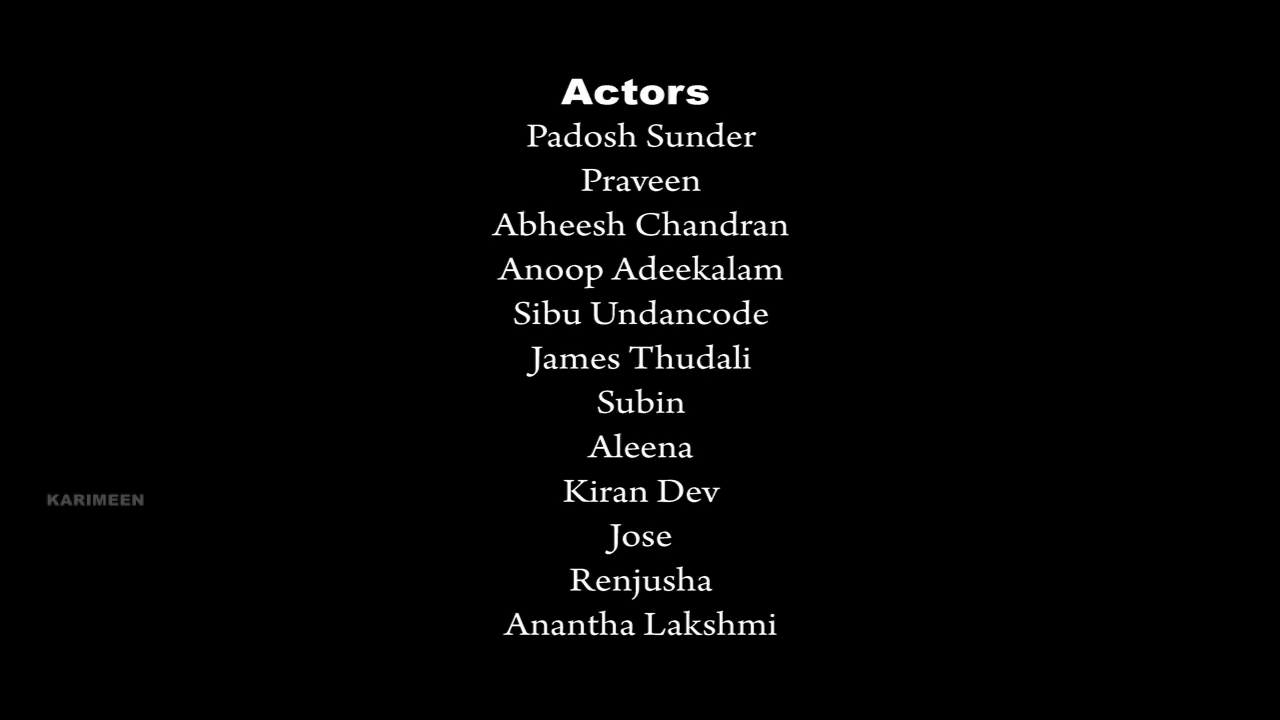 Actors
Padosh Sunder
Praveen
Abheesh Chandran
Anoop Adeekalam
Sibu Undancode
James Thudali
Subin
Aleena
Kiran Dev
Jose
Renjusha
Anantha Lakshmi
KARIMEEN